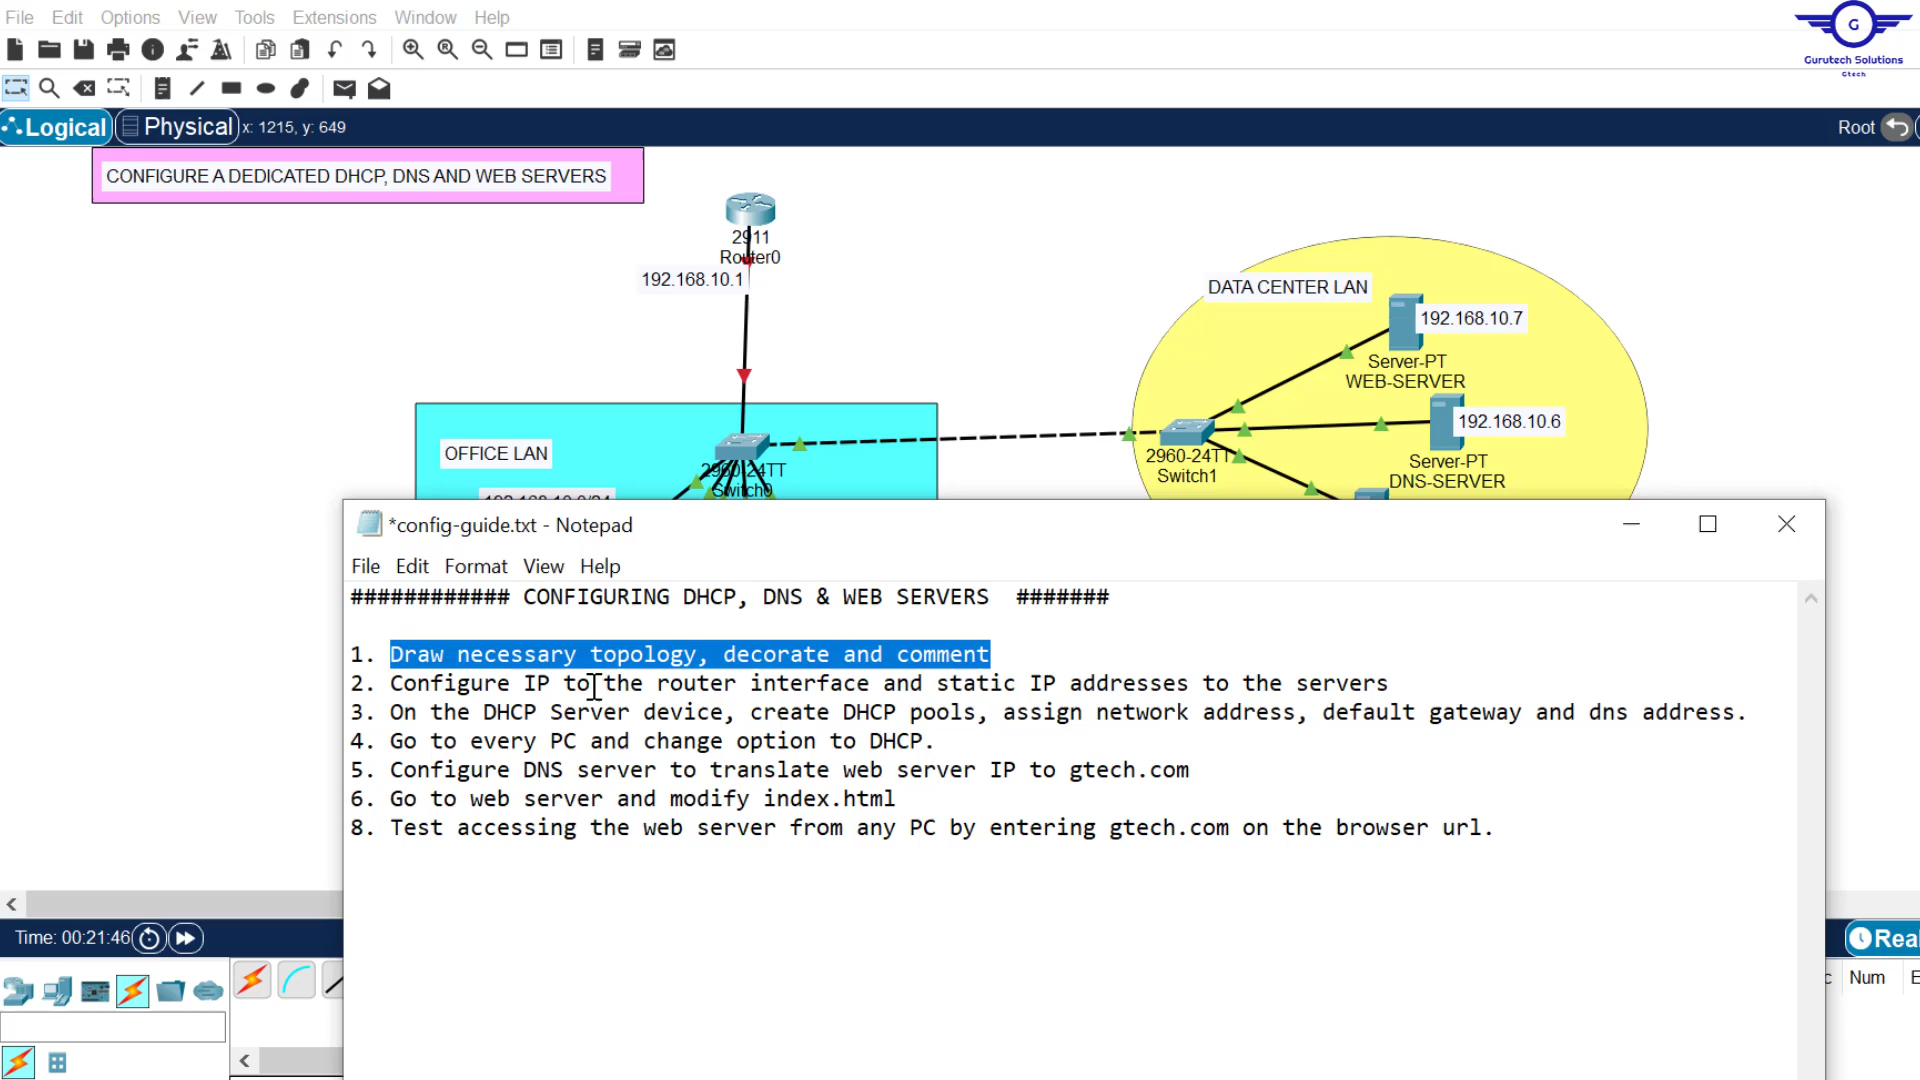 File Edit Options View Tools Extensions Window Help
G
Gurutech Solutions
Gtech
Logical Physical x: 1215, y: 649 Root
CONFIGURE A DEDICATED DHCP, DNS AND WEB SERVERS
2911
Router0
192.168.10.1
DATA CENTER LAN
192.168.10.7
Server-PT
WEB-SERVER
192.168.10.6
OFFICE LAN
2960-24TT
Switch0
2960-24TT
Switch1
Server-PT
DNS-SERVER
192.168.10.0/24
*config-guide.txt - Notepad
File Edit Format View Help
############ CONFIGURING DHCP, DNS & WEB SERVERS #######
1. Draw necessary topology, decorate and comment
2. Configure IP to the router interface and static IP addresses to the servers
3. On the DHCP Server device, create DHCP pools, assign network address, default gateway and dns address.
4. Go to every PC and change option to DHCP.
5. Configure DNS server to translate web server IP to gtech.com
6. Go to web server and modify index.html
8. Test accessing the web server from any PC by entering gtech.com on the browser url.
Time: 00:21:46
Rea
c Num E